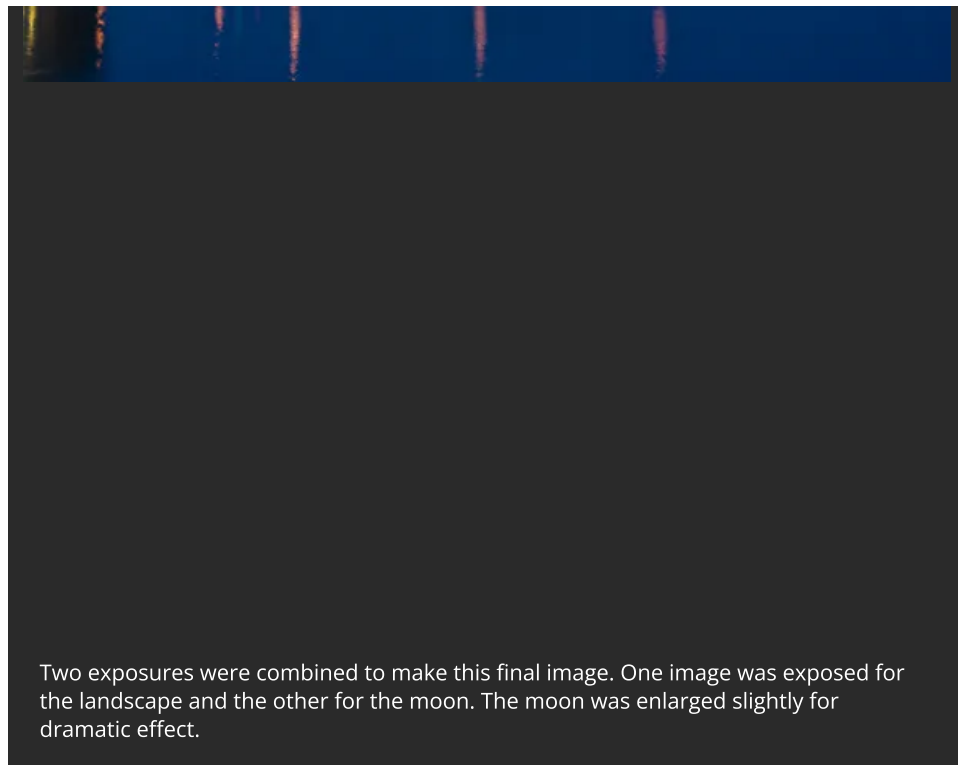 Two exposures were combined to make this final image. One image was exposed for
the landscape and the other for the moon. The moon was enlarged slightly for
dramatic effect.